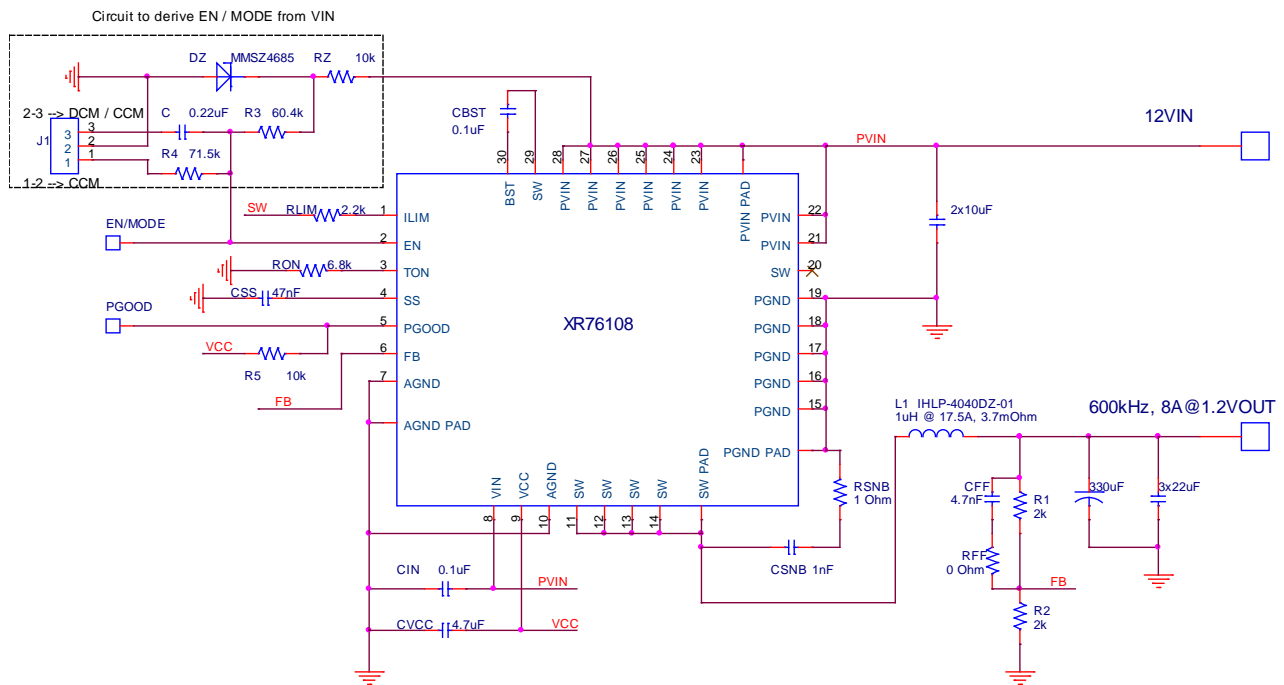 Circuit to derive EN / MODE from VIN
DZ MMSZ4685
RZ 10k
2-3 --> DCM / CCM
C 0.22uF
R3 60.4k
J1
3
2
1
3
2
1
R4 71.5k
1-2 --> CCM
CBST
0.1uF
12VIN
PVIN
30
29
28
27
26
25
24
23
BST
SW
PVIN
PVIN
PVIN
PVIN
PVIN
PVIN
PVIN PAD
SW
RLIM 2.2k
1
ILIM
EN/MODE
2
EN
RON 6.8k
3
TON
CSS 47nF
4
SS
PGOOD
5
PGOOD
VCC
6
FB
R5 10k
7
AGND
FB
AGND PAD
XR76108
PVIN
22
PVIN
21
SW
20
PGND
19
PGND
18
PGND
17
PGND
16
PGND
15
PGND PAD
2x10uF
L1 IHLP-4040DZ-01
1uH @ 17.5A, 3.7mOhm
600kHz, 8A@1.2VOUT
VIN
VCC
AGND
SW
SW
SW
SW
SW PAD
8
9
10
11
12
13
14
RSNB
1 Ohm
CSNB 1nF
CFF
4.7nF
R1
2k
330uF
3x22uF
RFF
0 Ohm
FB
R2
2k
CIN 0.1uF
PVIN
CVCC 4.7uF
VCC